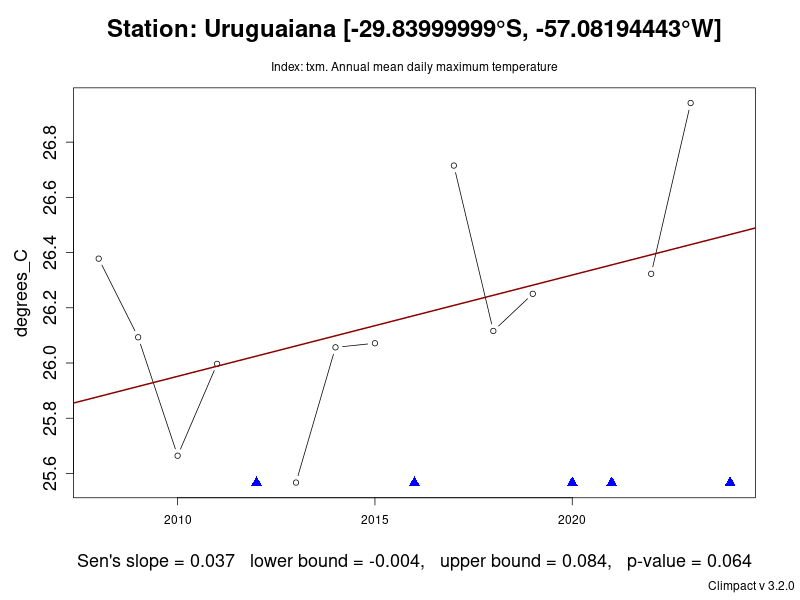 Station: Uruguaiana [-29.83999999°S, -57.08194443°W]
Index: txm. Annual mean daily maximum temperature
degrees_C
26.8
26.6
26.4
26.2
26.0
25.8
25.6
2010 2015 2020
Sen's slope = 0.037 lower bound = -0.004, upper bound = 0.084, p-value = 0.064
Climpact v 3.2.0